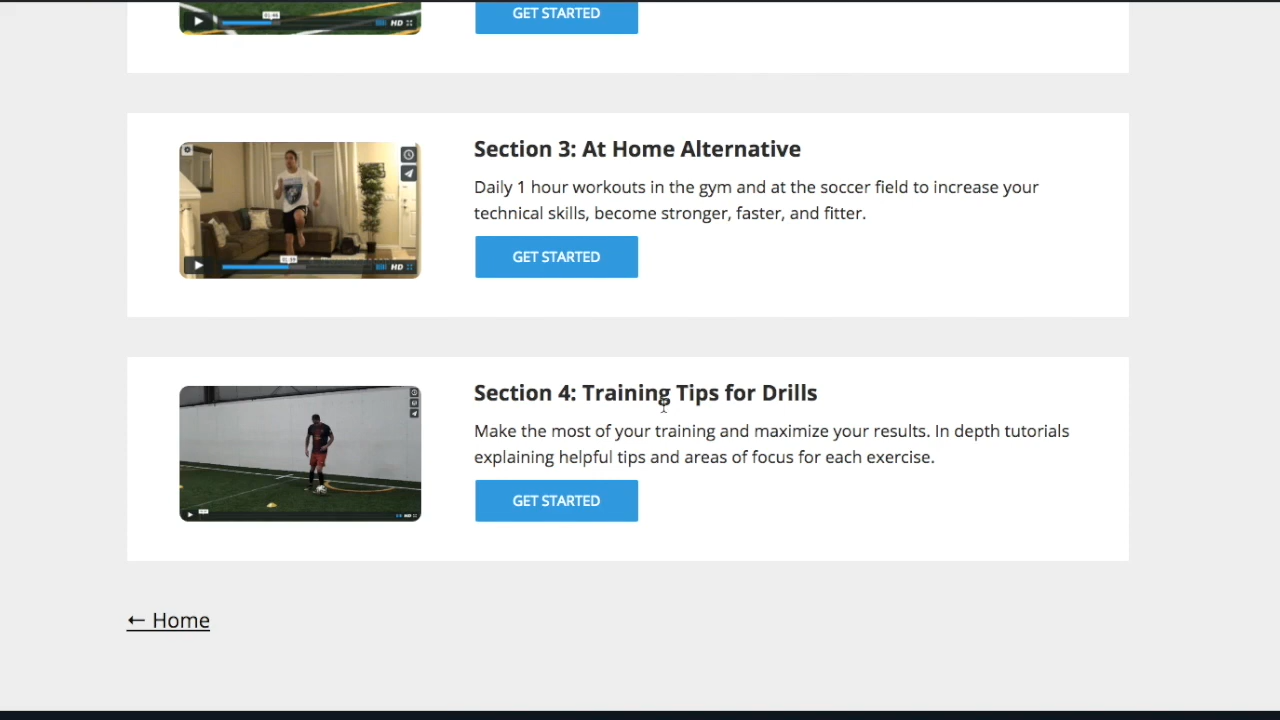 GET STARTED
HD
Section 3: At Home Alternative
Daily 1 hour workouts in the gym and at the soccer field to increase your
technical skills, become stronger, faster, and fitter.
GET STARTED
HD
Section 4: Training Tips for Drills
Make the most of your training and maximize your results. In depth tutorials
explaining helpful tips and areas of focus for each exercise.
GET STARTED
← Home